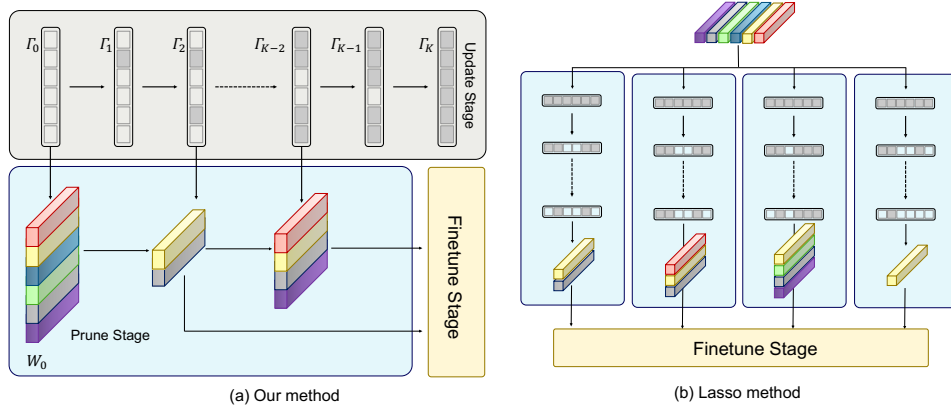 Γ0 Γ1 Γ2 ΓK−2 ΓK−1 ΓK
Update Stage
Prune Stage
W0
Finetune Stage
(a) Our method
Finetune Stage
(b) Lasso method